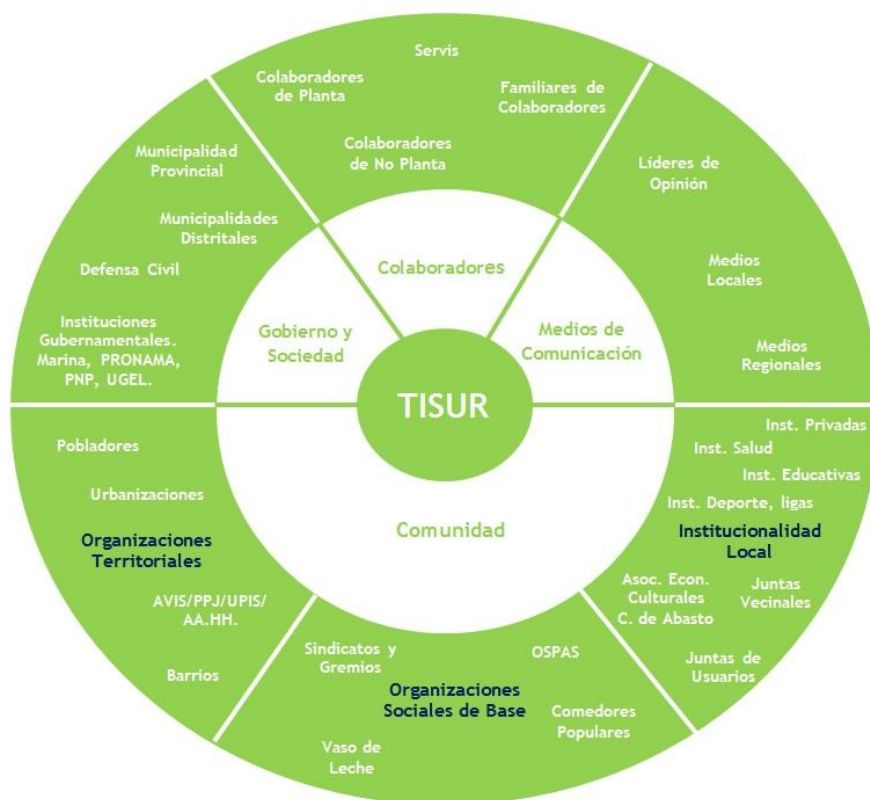 Servis
Colaboradores
de Planta
Familiares de
Colaboradores
Colaboradores
de No Planta
Municipalidad
Provincial
Municipalidades
Distritales
Defensa Civil
Instituciones
Gubernamentales.
Marina, PRONAMA,
PNP, UGEL.
Líderes de
Opinión
Medios
Locales
Medios
Regionales
Colaboradores
Gobierno y
Sociedad
Medios de
Comunicación
TISUR
Comunidad
Pobladores
Urbanizaciones
Organizaciones
Territoriales
AVIS/PPJ/UPIS/
AA.HH.
Barrios
Sindicatos y
Gremios
OSPAS
Organizaciones
Sociales de Base
Comedores
Populares
Vaso de
Leche
Inst. Privadas
Inst. Salud
Inst. Educativas
Inst. Deporte, ligas
Institucionalidad
Local
Asoc. Econ.
Culturales
C. de Abasto
Juntas
Vecinales
Juntas de
Usuarios